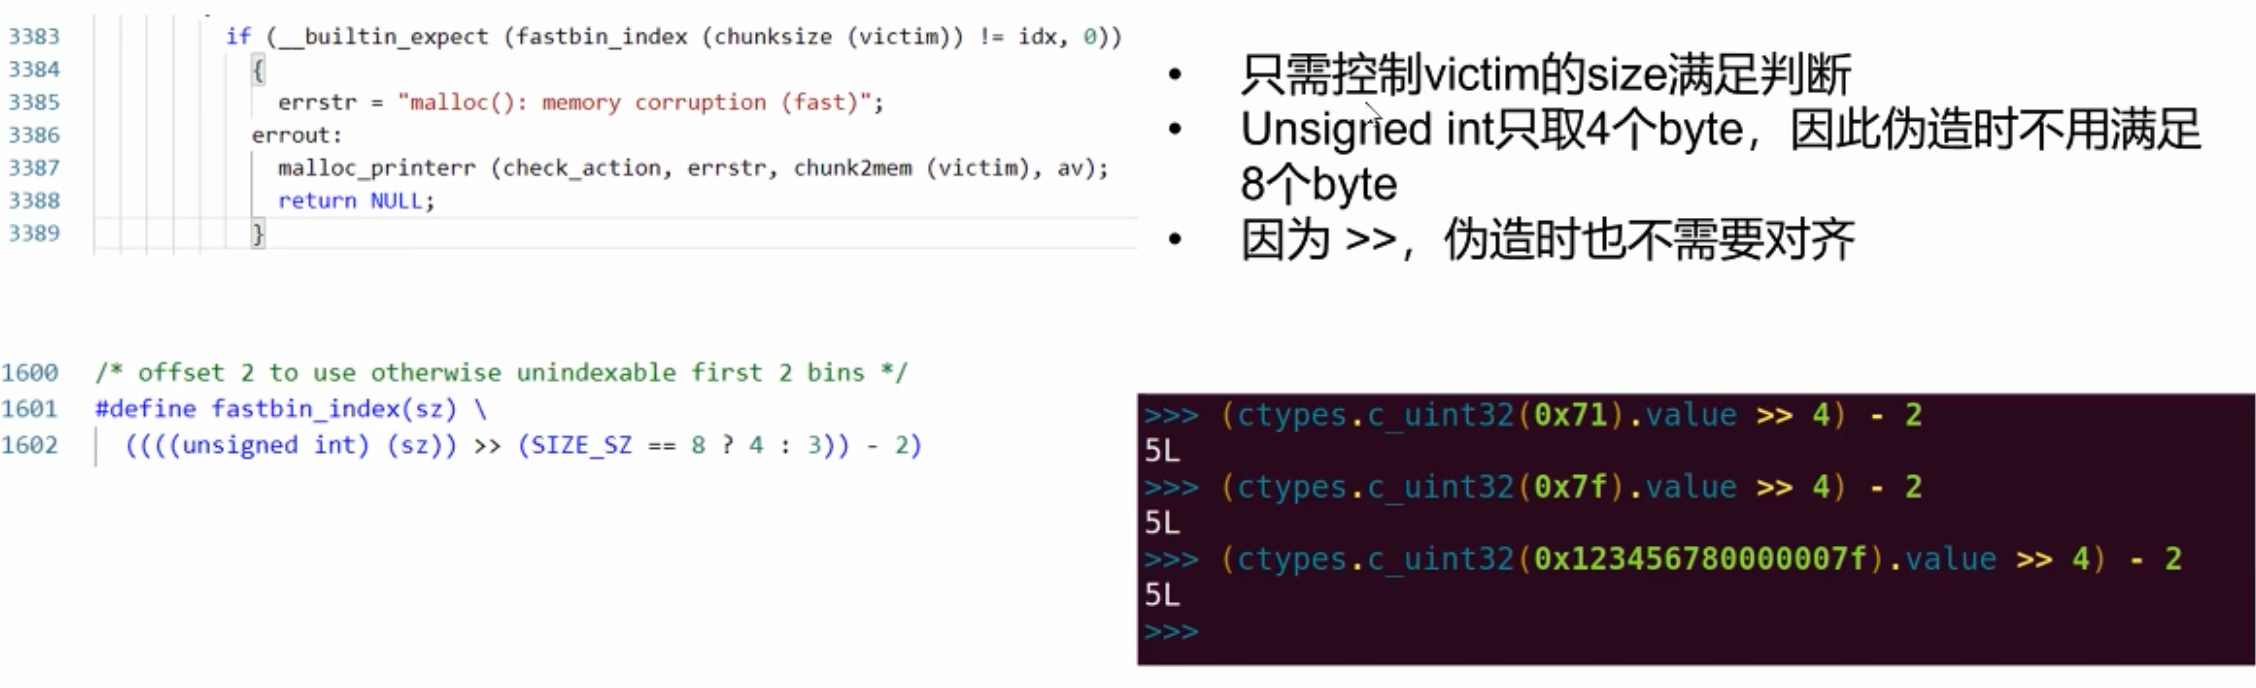 3383 if (__builtin_expect (fastbin_index (chunksize (victim)) != idx, 0))
3384 {
3385 errstr = "malloc(): memory corruption (fast)";
3386 errout:
3387 malloc_printerr (check_action, errstr, chunk2mem (victim), av);
3388 return NULL;
3389 }
• 只需控制victim的size满足判断
• Unsigned int只取4个byte，因此伪造时不用满足
8个byte
• 因为 >>，伪造时也不需要对齐
1600 /* offset 2 to use otherwise unindexable first 2 bins */
1601 #define fastbin_index(sz) \
1602 ((((unsigned int) (sz)) >> (SIZE_SZ == 8 ? 4 : 3)) - 2)
>>> (ctypes.c_uint32(0x71).value >> 4) - 2
5L
>>> (ctypes.c_uint32(0x7f).value >> 4) - 2
5L
>>> (ctypes.c_uint32(0x123456780000007f).value >> 4) - 2
5L
>>>